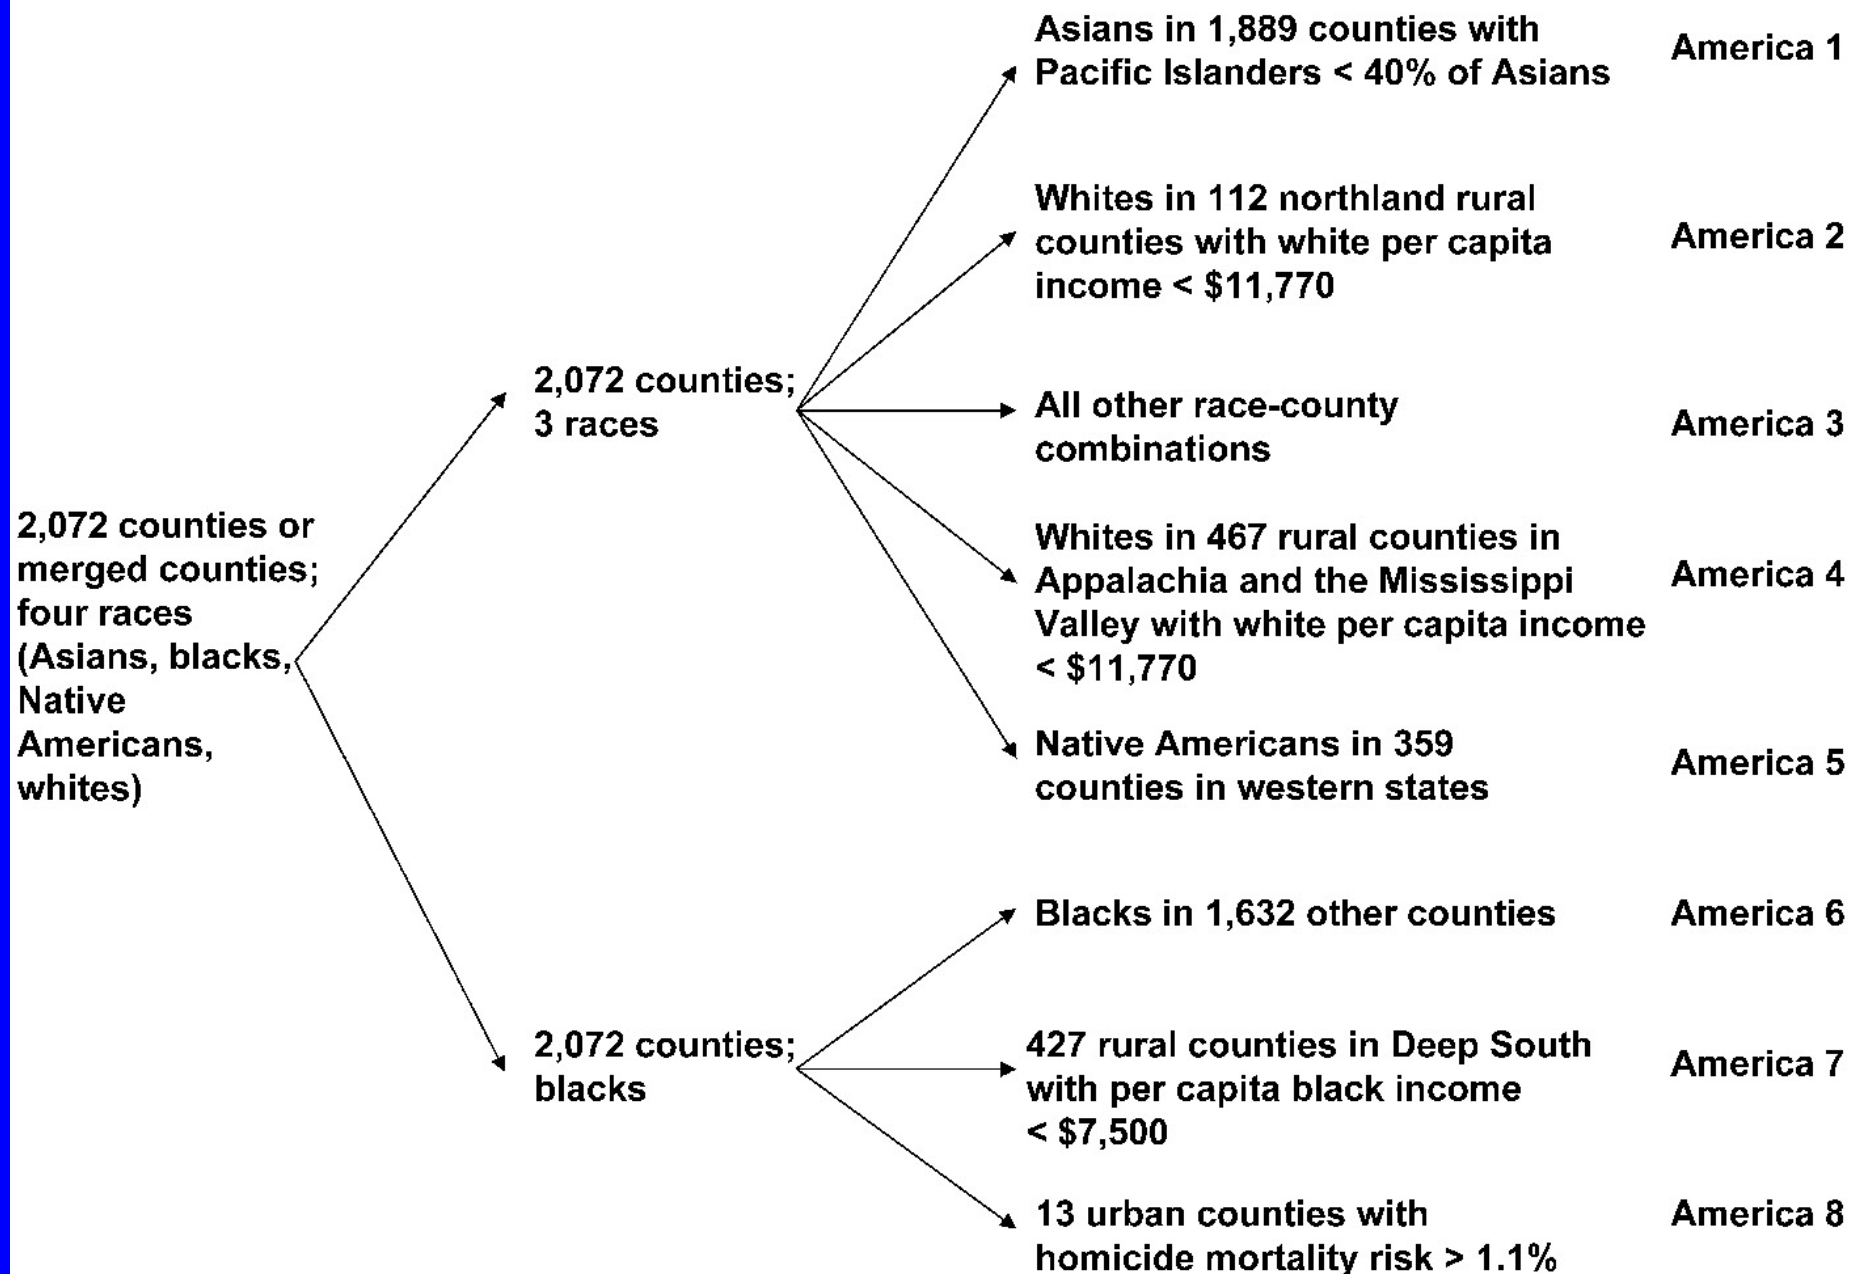 2,072 counties or
merged counties;
four races
(Asians, blacks,
Native
Americans,
whites)
2,072 counties;
3 races
Asians in 1,889 counties with
Pacific Islanders < 40% of Asians
America 1
Whites in 112 northland rural
counties with white per capita
income < $11,770
America 2
All other race-county
combinations
America 3
Whites in 467 rural counties in
Appalachia and the Mississippi
Valley with white per capita income
< $11,770
America 4
Native Americans in 359
counties in western states
America 5
2,072 counties;
blacks
Blacks in 1,632 other counties
America 6
427 rural counties in Deep South
with per capita black income
< $7,500
America 7
13 urban counties with
homicide mortality risk > 1.1%
America 8